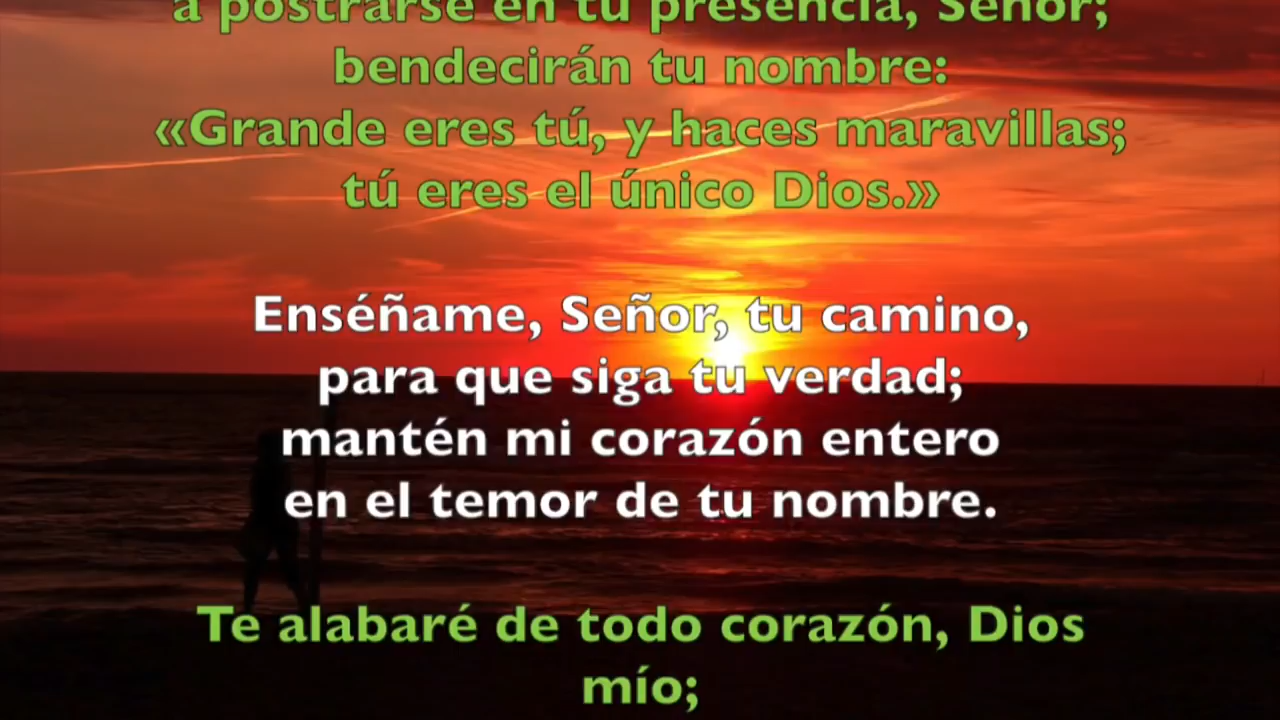 a postrarse en tu presencia, Señor;
bendecirán tu nombre:
«Grande eres tú, y haces maravillas;
tú eres el único Dios.»
Enséñame, Señor, tu camino,
para que siga tu verdad;
mantén mi corazón entero
en el temor de tu nombre.
Te alabaré de todo corazón, Dios
mío;